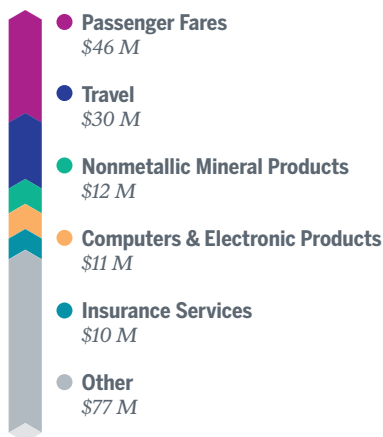 Passenger Fares
$46 M
Travel
$30 M
Nonmetallic Mineral Products
$12 M
Computers & Electronic Products
$11 M
Insurance Services
$10 M
Other
$77 M